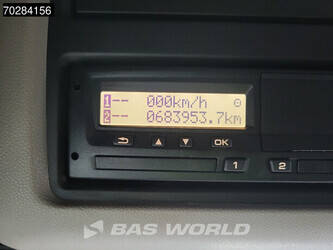 70284156
1-- 000km/h
2-- 0683953.7km
OK
1
2
BAS WORLD